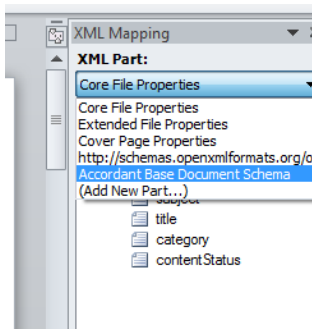 XML Mapping
XML Part:
Core File Properties
Core File Properties
Extended File Properties
Cover Page Properties
http://schemas.openxmlformats.org/o
Accordant Base Document Schema
(Add New Part...)
subject
title
category
contentStatus